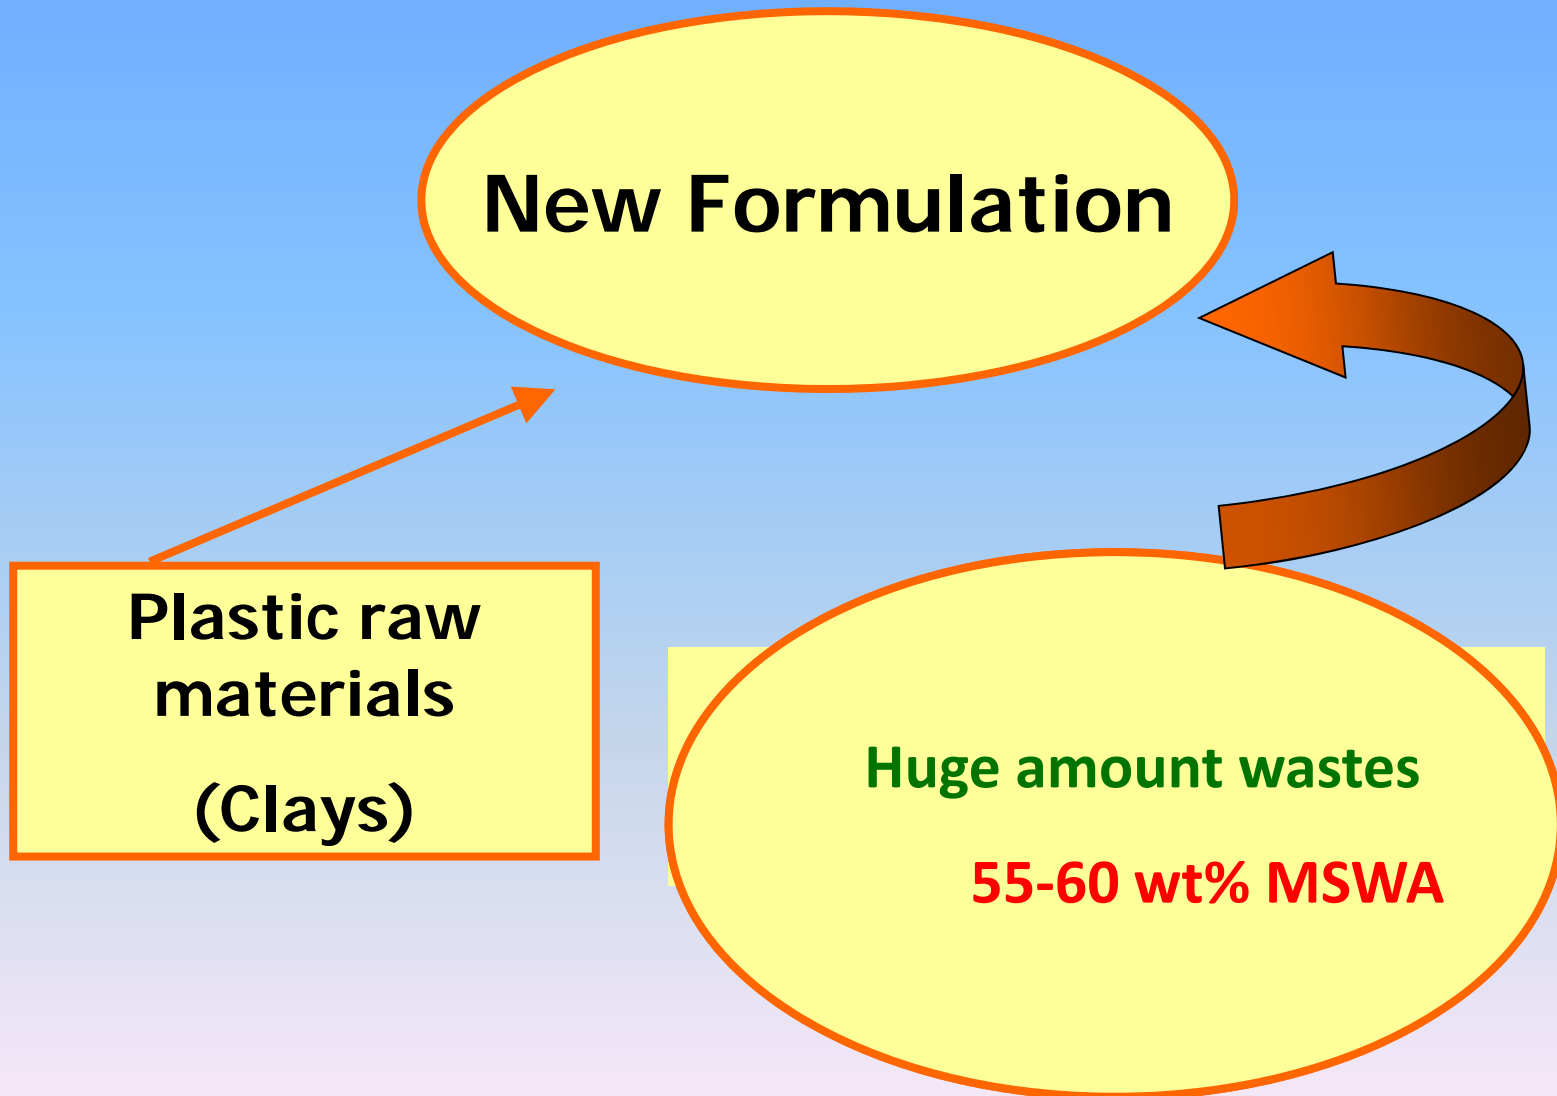 New Formulation
Plastic raw
materials
(Clays)
Huge amount wastes
55-60 wt% MSWA